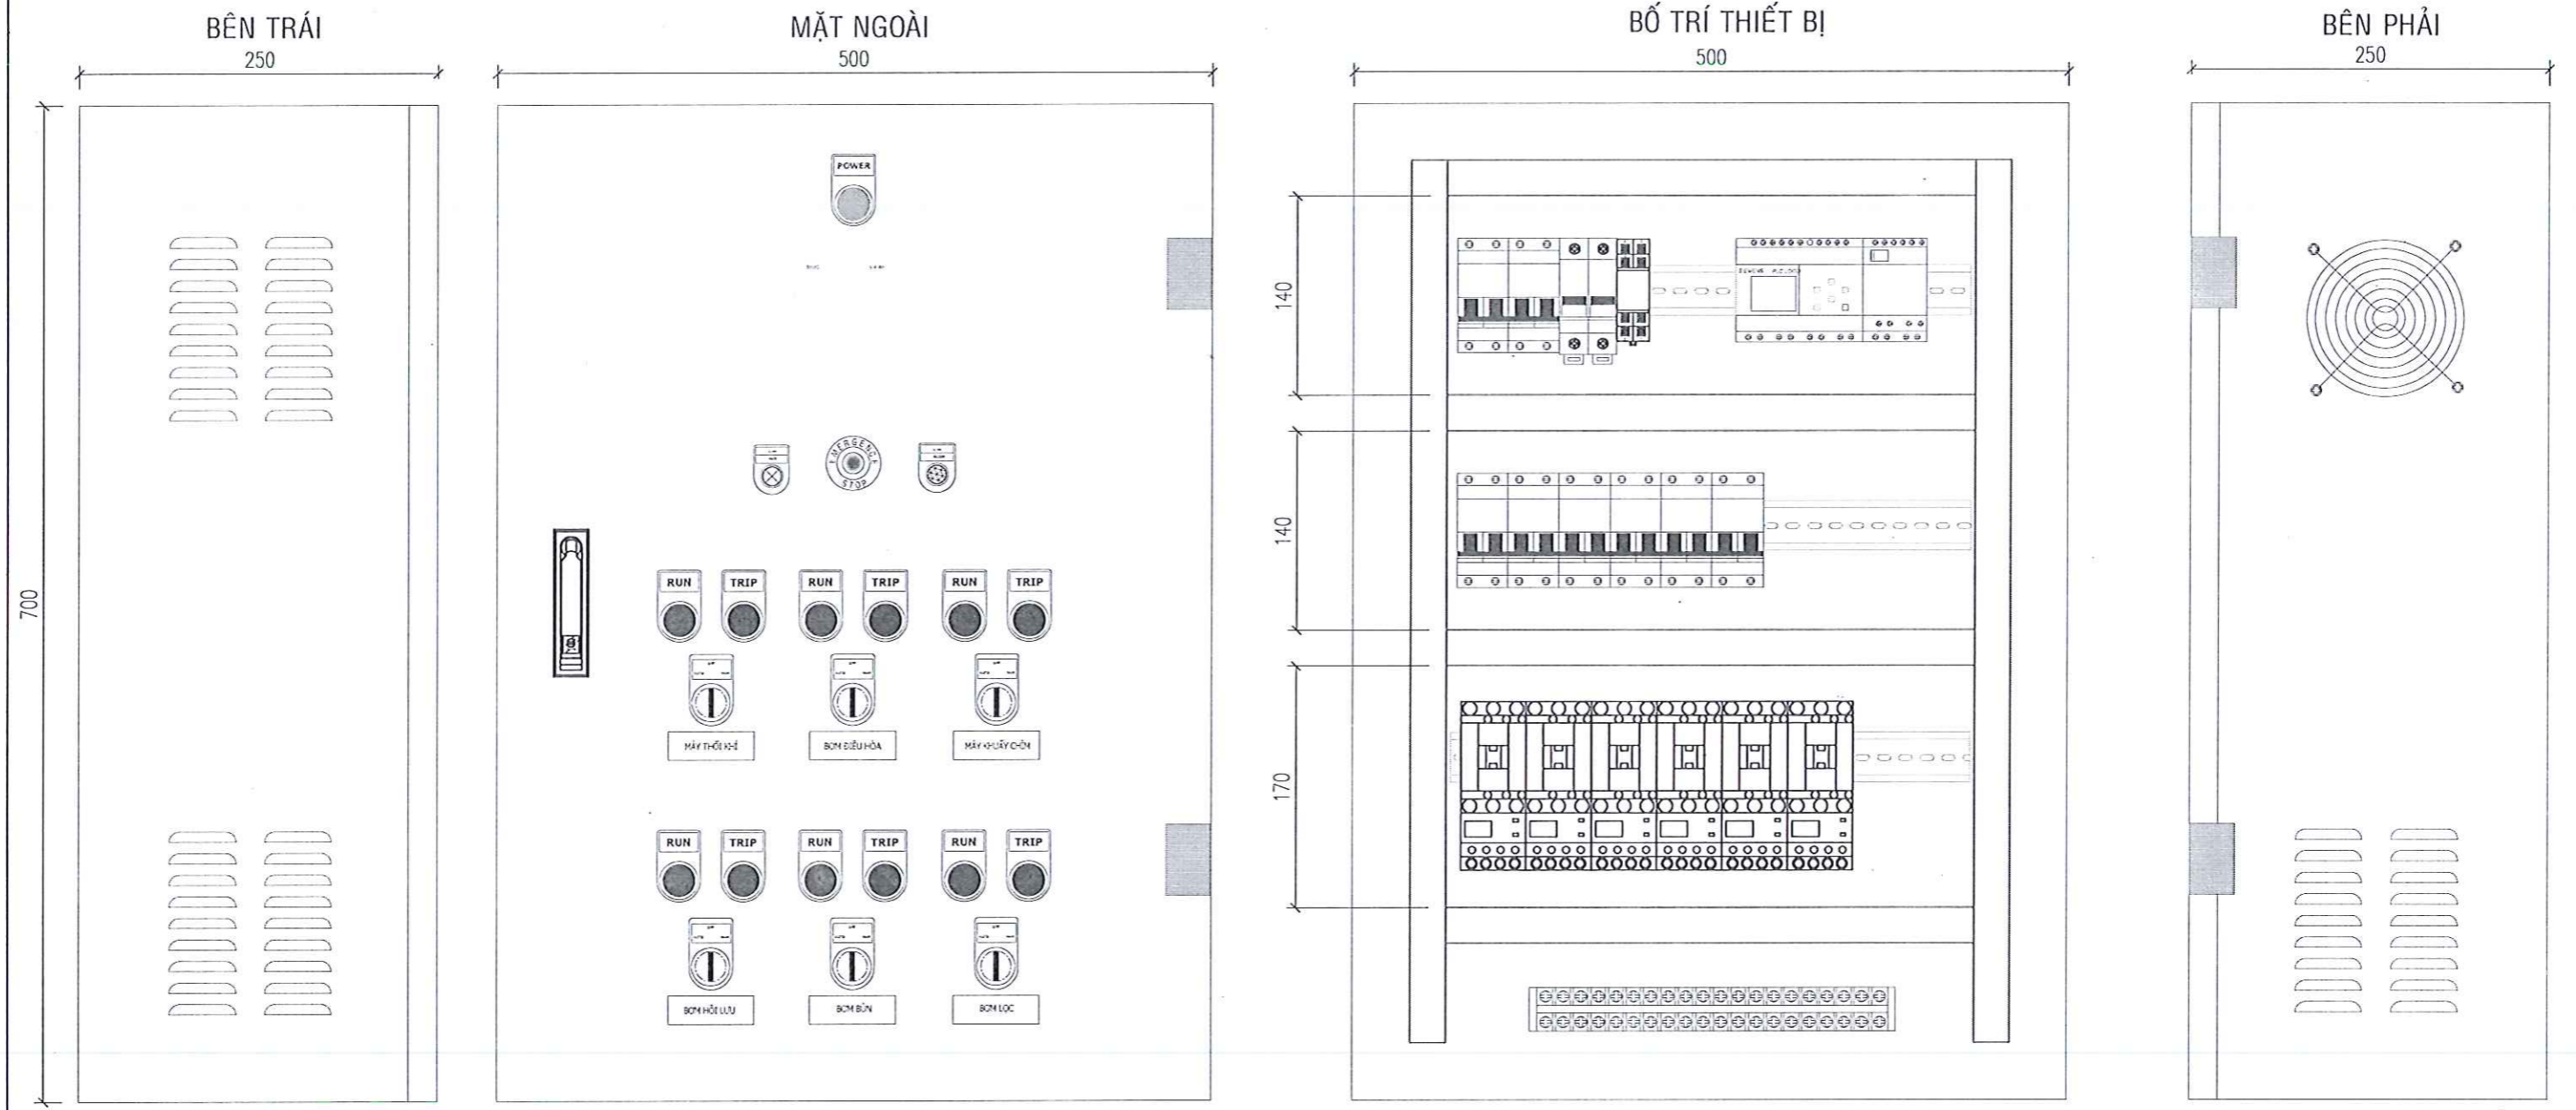 BÊN TRÁI
250
MẶT NGOÀI
500
BỐ TRÍ THIẾT BỊ
500
BÊN PHẢI
250
700
POWER
EMERGENCY
STOP
RUN TRIP RUN TRIP RUN TRIP
MÁY THỔI KHÍ BƠM ĐIỀU HÒA MÁY KHUẤY CHÌM
RUN TRIP RUN TRIP RUN TRIP
BƠM HỒI LƯU BƠM BÙN BƠM LỌC
140
140
170